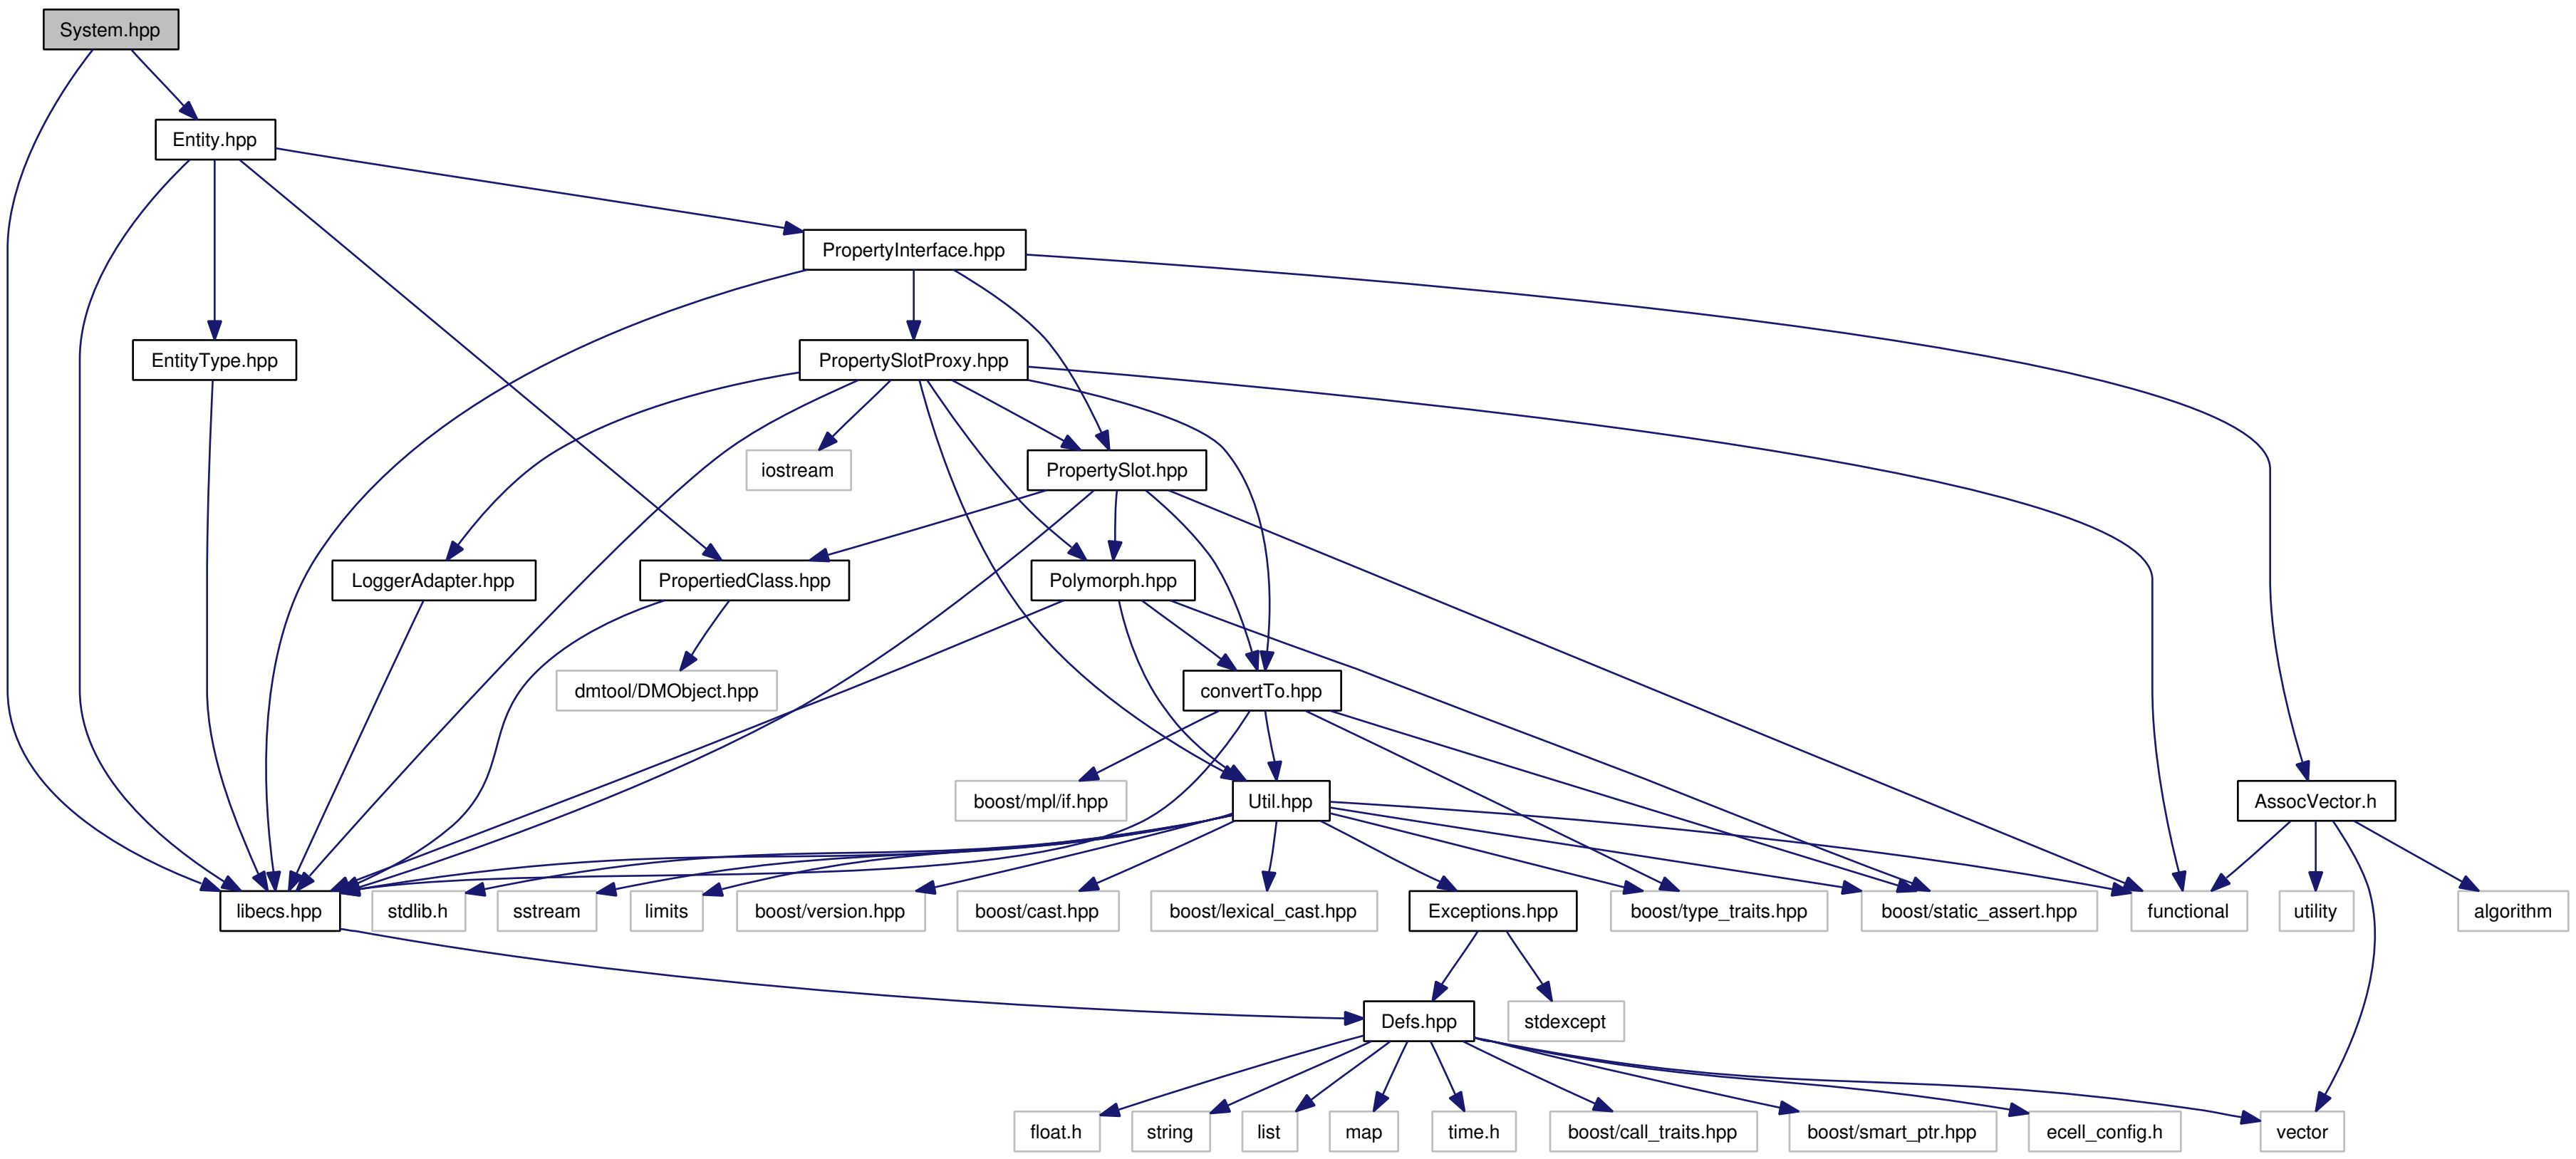 System.hpp
Entity.hpp
PropertyInterface.hpp
EntityType.hpp
PropertySlotProxy.hpp
iostream
PropertySlot.hpp
LoggerAdapter.hpp
PropertiedClass.hpp
Polymorph.hpp
dmtool/DMObject.hpp
convertTo.hpp
boost/mpl/if.hpp
Util.hpp
AssocVector.h
libecs.hpp
stdlib.h
sstream
limits
boost/version.hpp
boost/cast.hpp
boost/lexical_cast.hpp
Exceptions.hpp
boost/type_traits.hpp
boost/static_assert.hpp
functional
utility
algorithm
Defs.hpp
stdexcept
float.h
string
list
map
time.h
boost/call_traits.hpp
boost/smart_ptr.hpp
ecell_config.h
vector